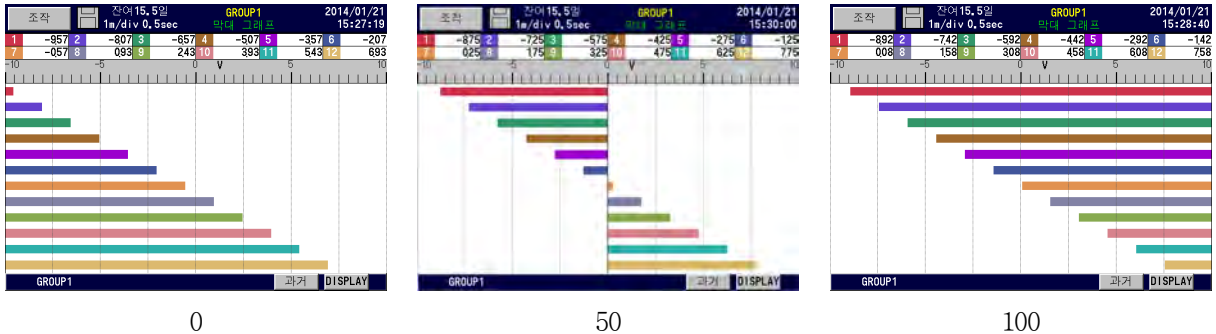 조작 잔여15.5일 GROUP1 2014/01/21
1m/div 0.5sec 막대 그래프 15:27:19
1 -957 2 -807 3 -657 4 -507 5 -357 6 -207
7 -057 8 093 9 243 10 393 11 543 12 693
-10 -5 0 V 5 10
GROUP1 과거 DISPLAY
0
조작 잔여15.5일 GROUP1 2014/01/21
1m/div 0.5sec 막대 그래프 15:30:00
1 -875 2 -725 3 -575 4 -425 5 -275 6 -125
7 025 8 175 9 325 10 475 11 625 12 775
-10 -5 0 V 5 10
GROUP1 과거 DISPLAY
50
조작 잔여15.5일 GROUP1 2014/01/21
1m/div 0.5sec 막대 그래프 15:28:40
1 -892 2 -742 3 -592 4 -442 5 -292 6 -142
7 008 8 158 9 308 10 458 11 608 12 758
-10 -5 0 V 5 10
GROUP1 과거 DISPLAY
100